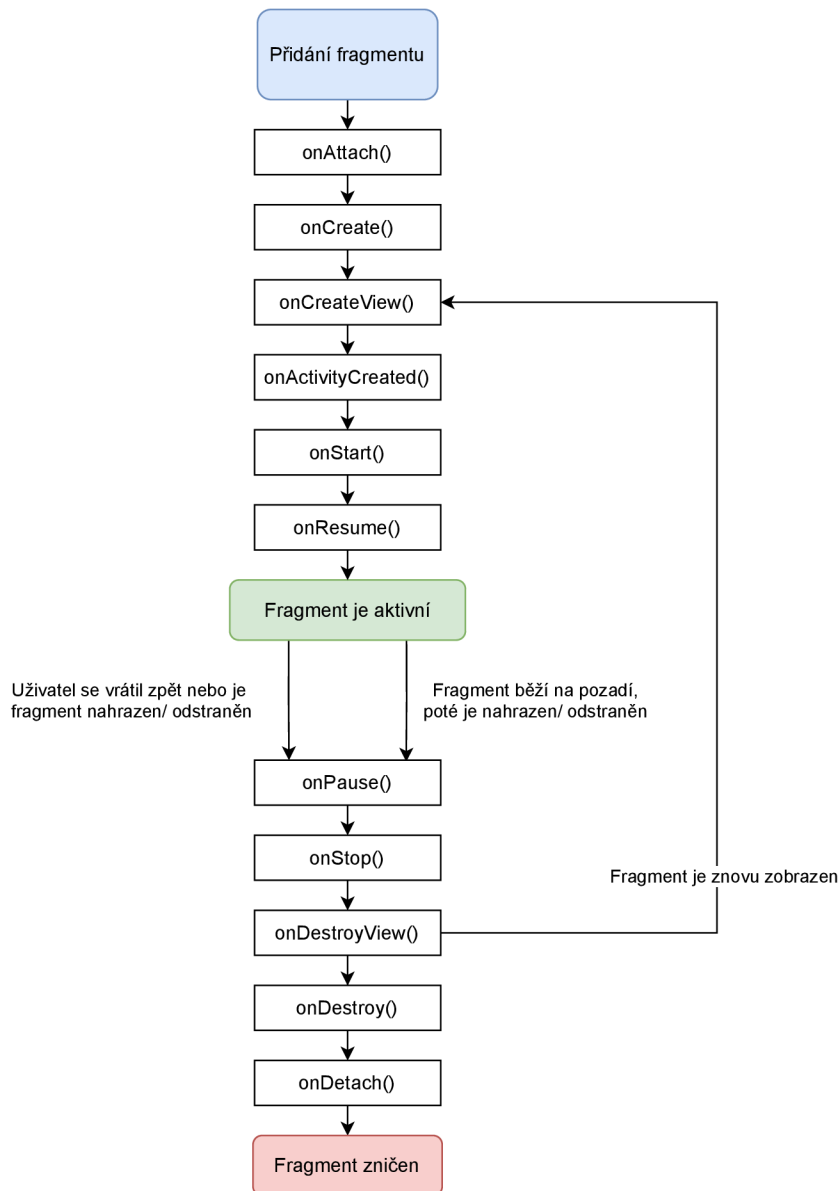 Přidání fragmentu
onAttach()
onCreate()
onCreateView()
onActivityCreated()
onStart()
onResume()
Fragment je aktivní
Uživatel se vrátil zpět nebo je
fragment nahrazen/ odstraněn
Fragment běží na pozadí,
poté je nahrazen/ odstraněn
onPause()
onStop()
Fragment je znovu zobrazen
onDestroyView()
onDestroy()
onDetach()
Fragment zničen